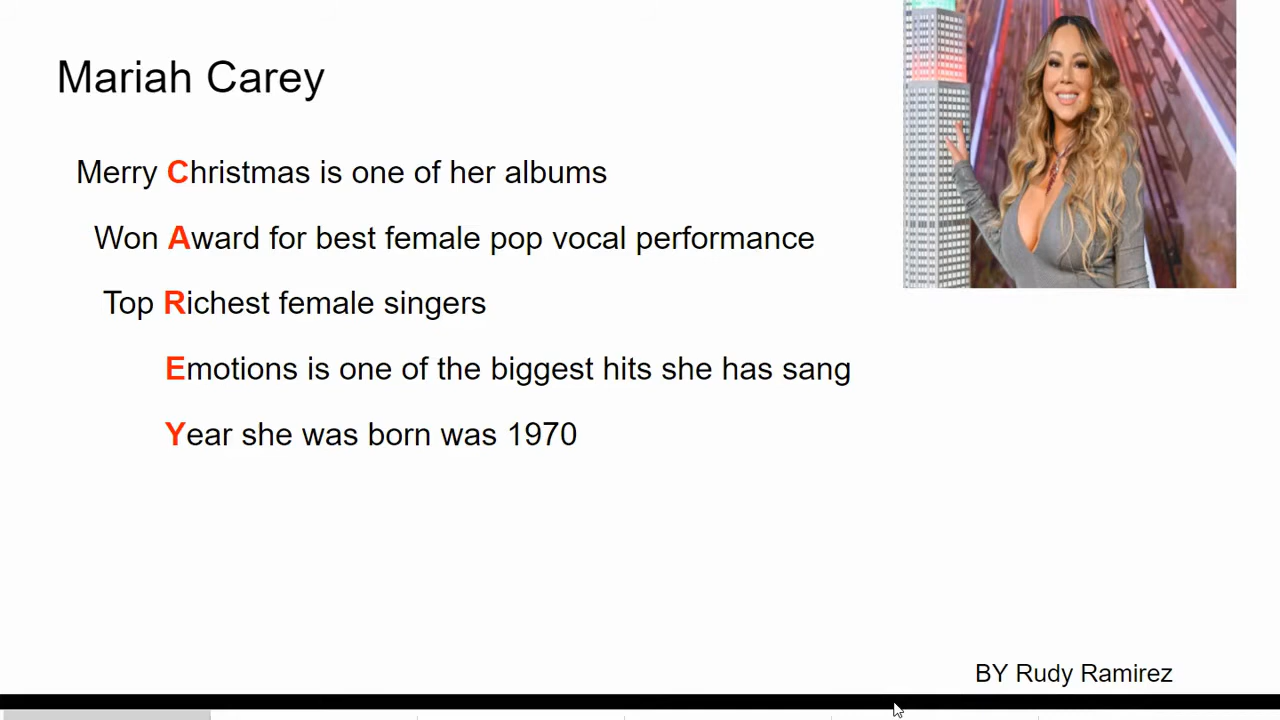 Mariah Carey
Merry Christmas is one of her albums
Won Award for best female pop vocal performance
Top Richest female singers
Emotions is one of the biggest hits she has sang
Year she was born was 1970
BY Rudy Ramirez